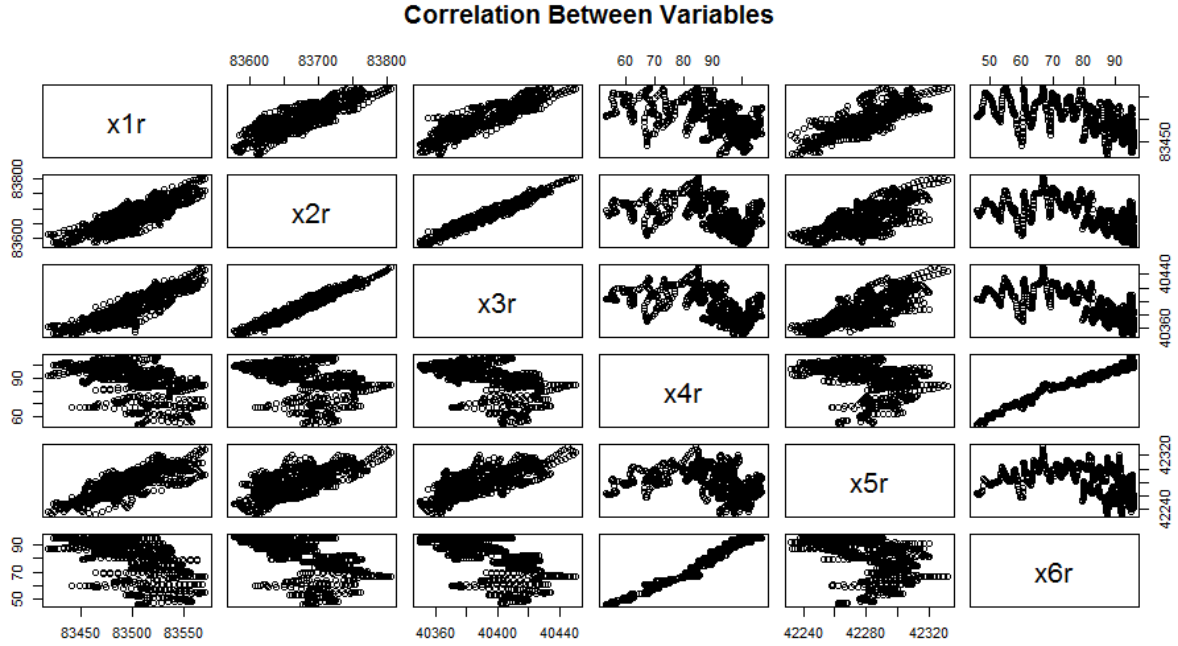 Correlation Between Variables
83600 83700 83800
60 70 80 90
50 60 70 80 90
x1r
83450
83600 83800
x2r
x3r
40360 40440
60 90
x4r
x5r
42240 42320
50 70 90
x6r
83450 83500 83550
40360 40400 40440
42240 42280 42320